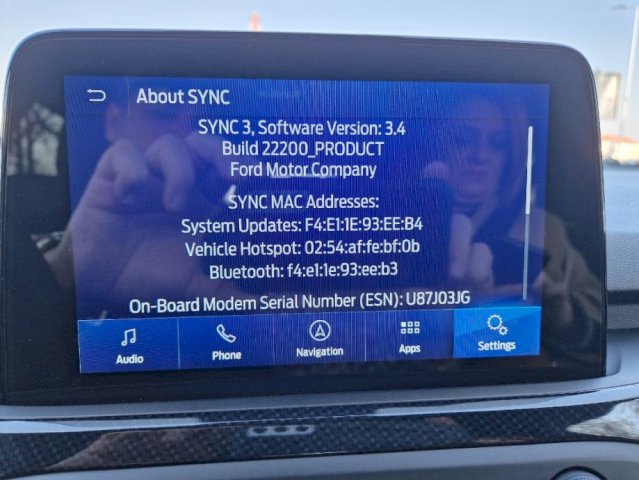 About SYNC
SYNC 3, Software Version: 3.4
Build 22200_PRODUCT
Ford Motor Company
SYNC MAC Addresses:
System Updates: F4:E1:1E:93:EE:B4
Vehicle Hotspot: 02:54:af:fe:bf:0b
Bluetooth: f4:e1:1e:93:ee:b3
On-Board Modem Serial Number (ESN): U87J03JG
Audio
Phone
Navigation
Apps
Settings